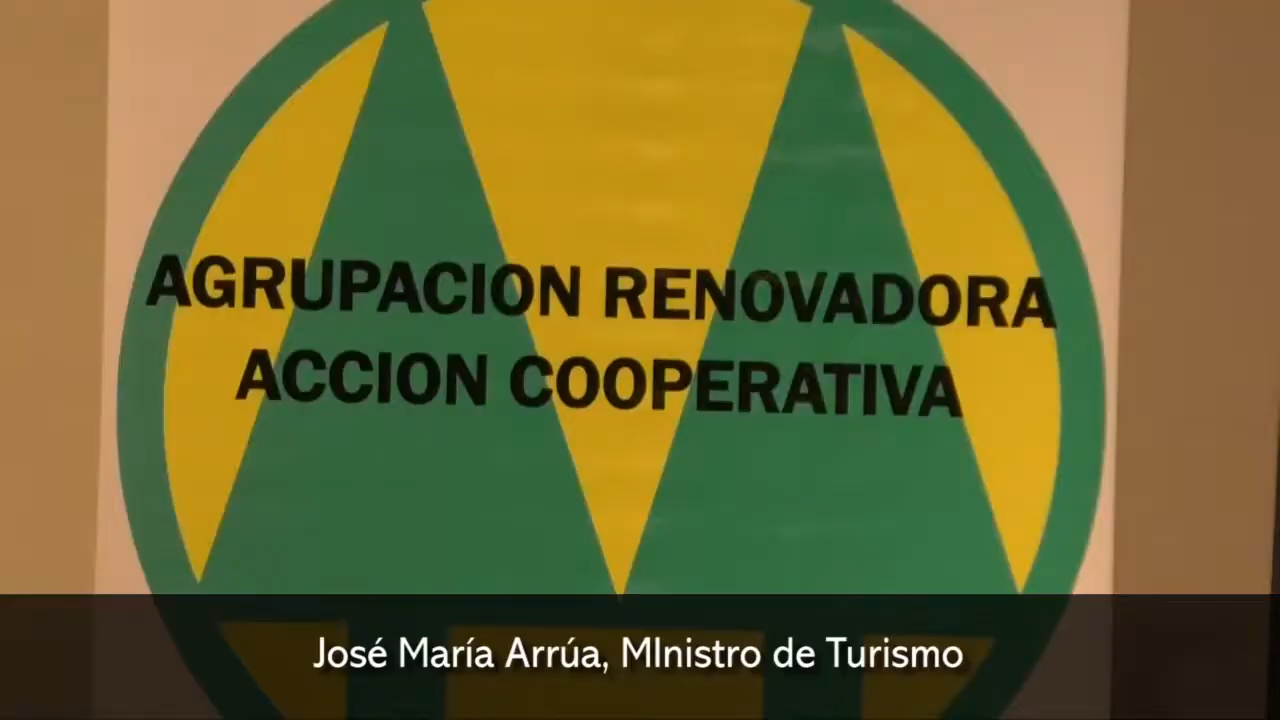 AGRUPACION RENOVADORA
ACCION COOPERATIVA
José María Arrúa, MInistro de Turismo